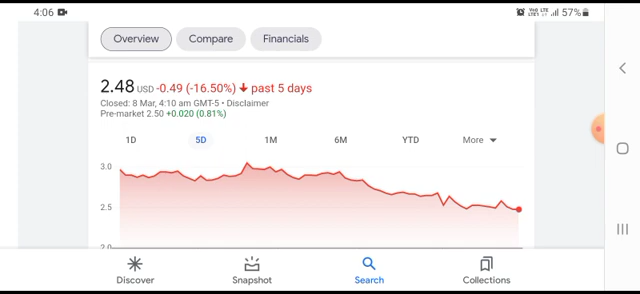 4:06
57%
Overview Compare Financials
2.48 USD -0.49 (-16.50%) past 5 days
Closed: 8 Mar, 4:10 am GMT-5 • Disclaimer
Pre-market 2.50 +0.020 (0.81%)
1D 5D 1M 6M YTD More
3.0
2.5
2.0
Discover Snapshot Search Collections